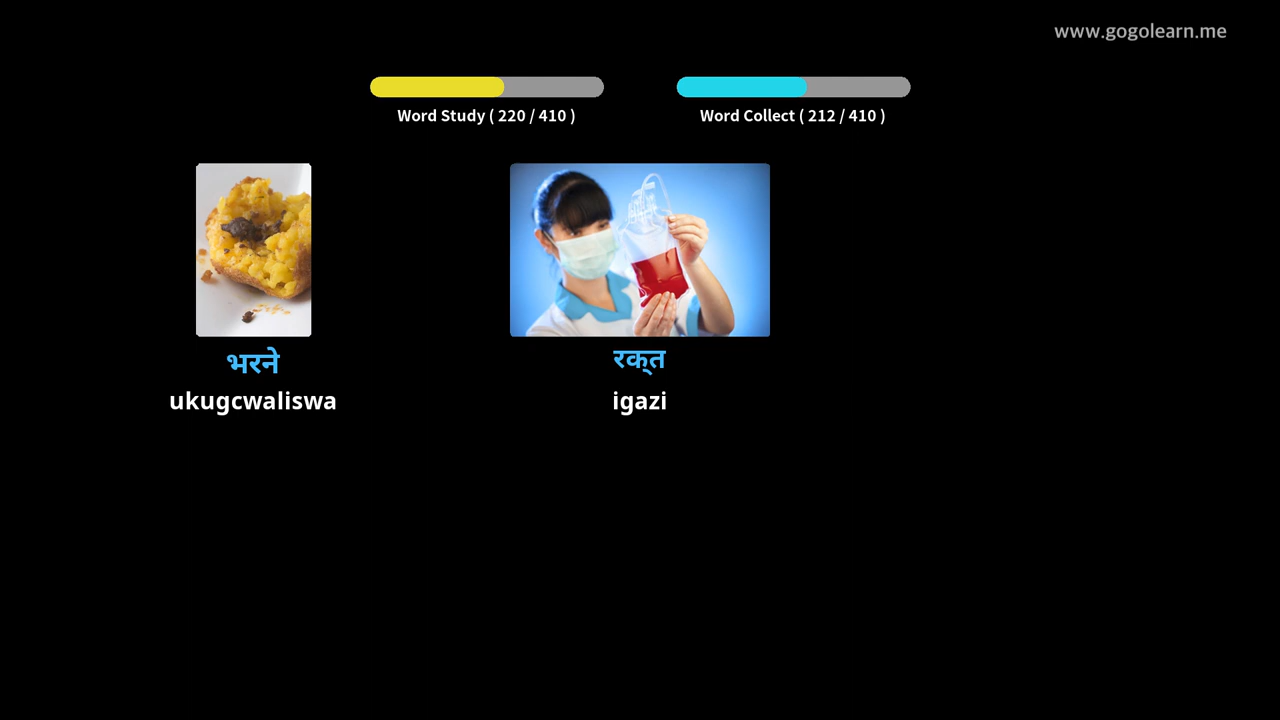 www.gogolearn.me
Word Study ( 220 / 410 )
Word Collect ( 212 / 410 )
भरने
रक्त
ukugcwaliswa
igazi